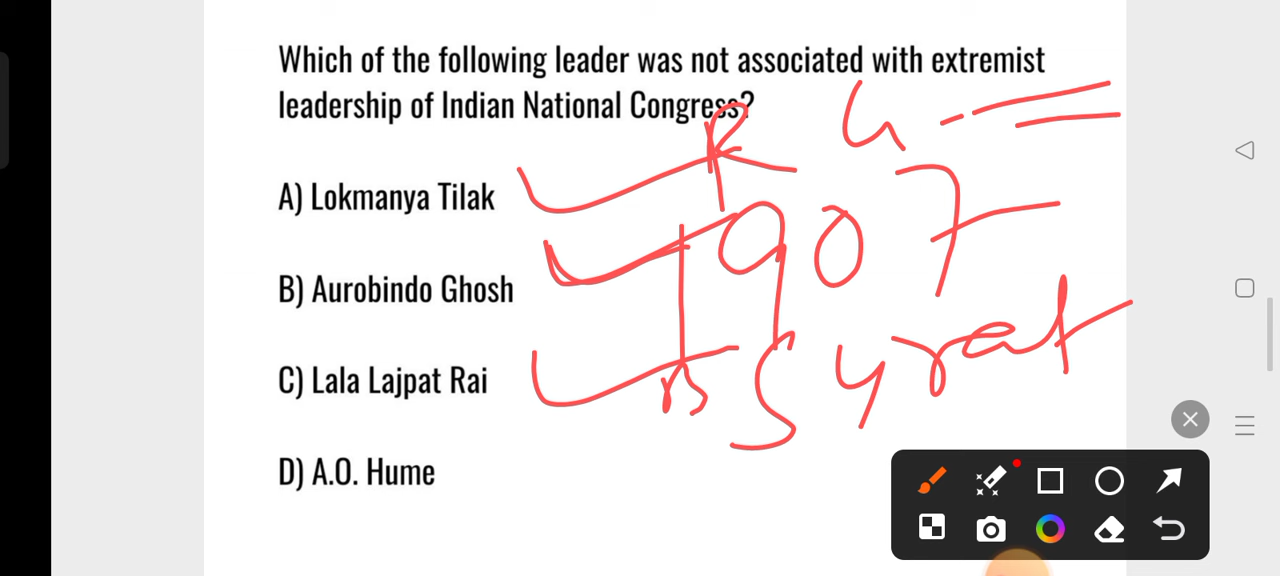 Which of the following leader was not associated with extremist
leadership of Indian National Congress?
A) Lokmanya Tilak
1907
B) Aurobindo Ghosh
Surat
C) Lala Lajpat Rai
D) A.O. Hume